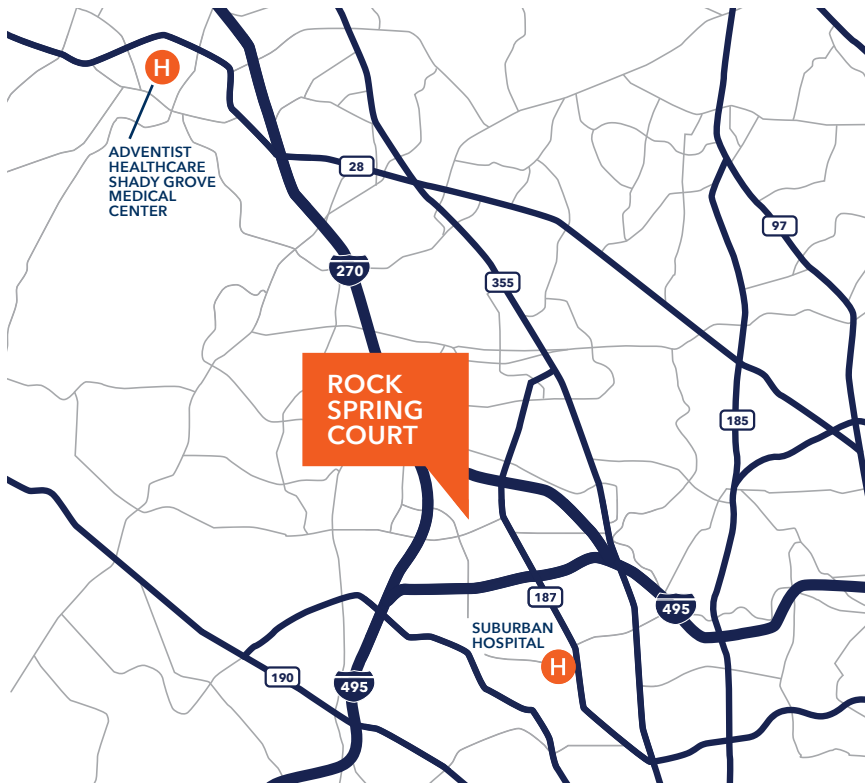 H
ADVENTIST
HEALTHCARE
SHADY GROVE
MEDICAL
CENTER
28
97
270
355
ROCK
SPRING
COURT
185
187
495
SUBURBAN
HOSPITAL
H
190
495